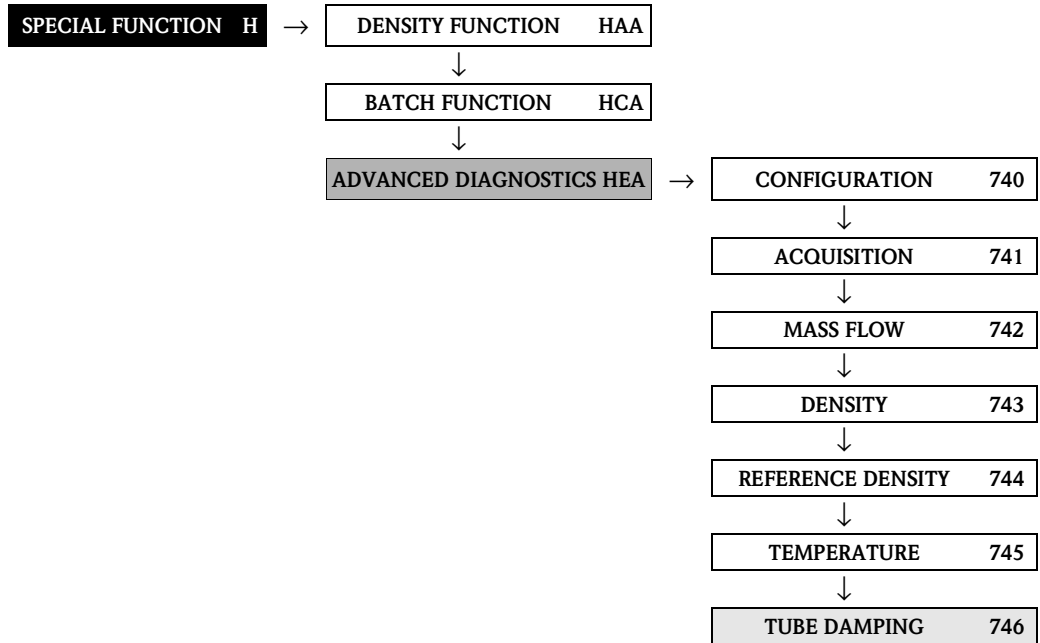 SPECIAL FUNCTION H → DENSITY FUNCTION HAA
↓
BATCH FUNCTION HCA
↓
ADVANCED DIAGNOSTICS HEA → CONFIGURATION 740
↓
ACQUISITION 741
↓
MASS FLOW 742
↓
DENSITY 743
↓
REFERENCE DENSITY 744
↓
TEMPERATURE 745
↓
TUBE DAMPING 746